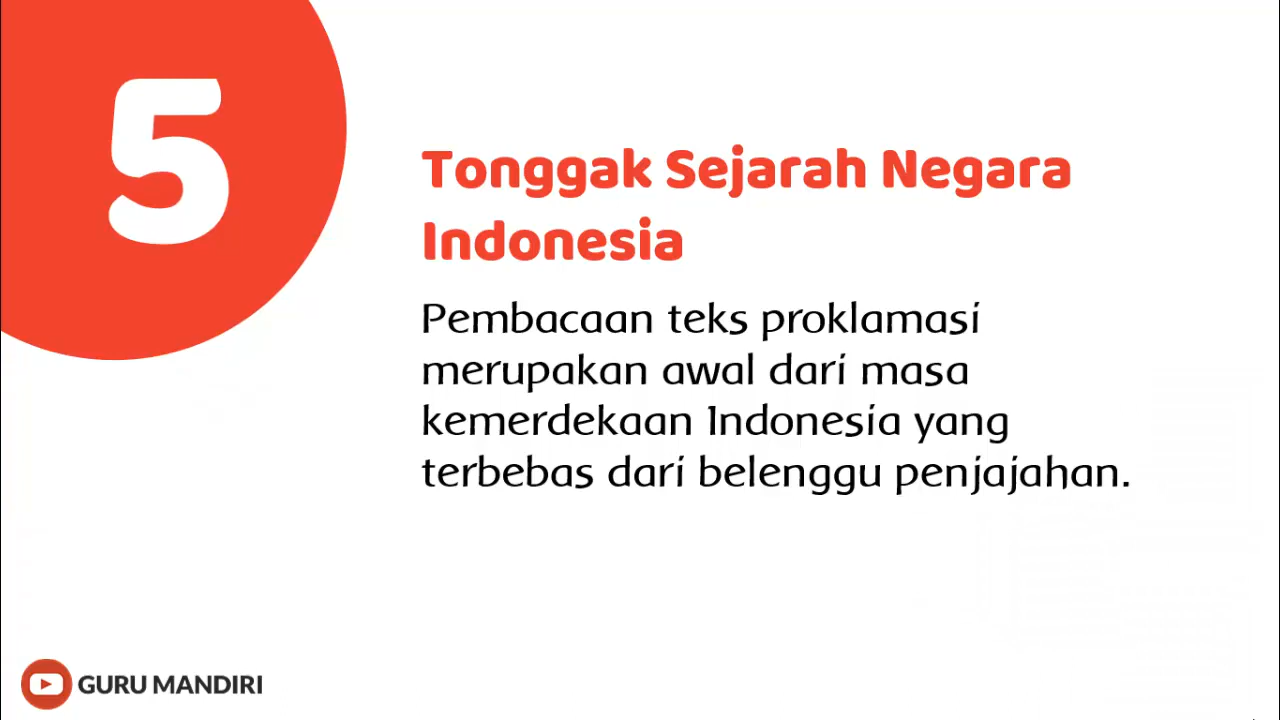 5
Tonggak Sejarah Negara
Indonesia
Pembacaan teks proklamasi
merupakan awal dari masa
kemerdekaan Indonesia yang
terbebas dari belenggu penjajahan.
GURU MANDIRI